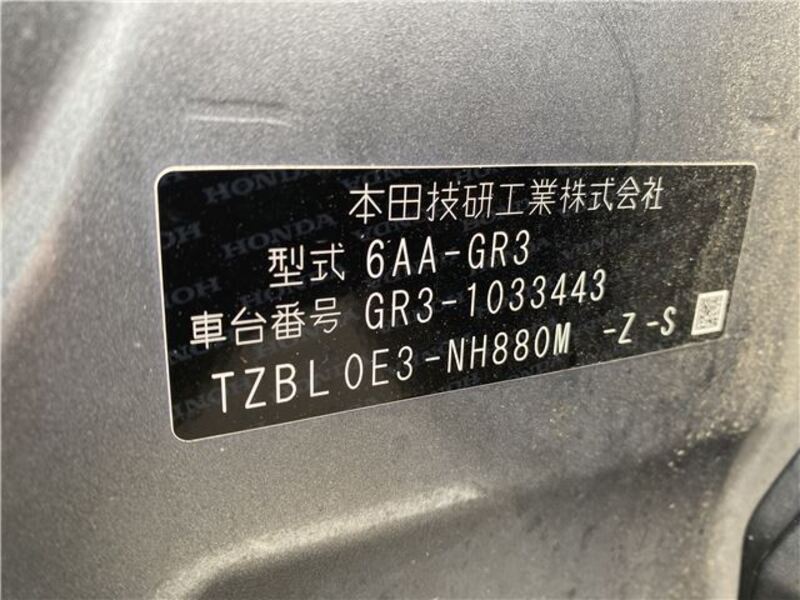 本田技研工業株式会社
型式 6AA-GR3
車台番号 GR3-1033443
TZBL0E3-NH880M -Z-S